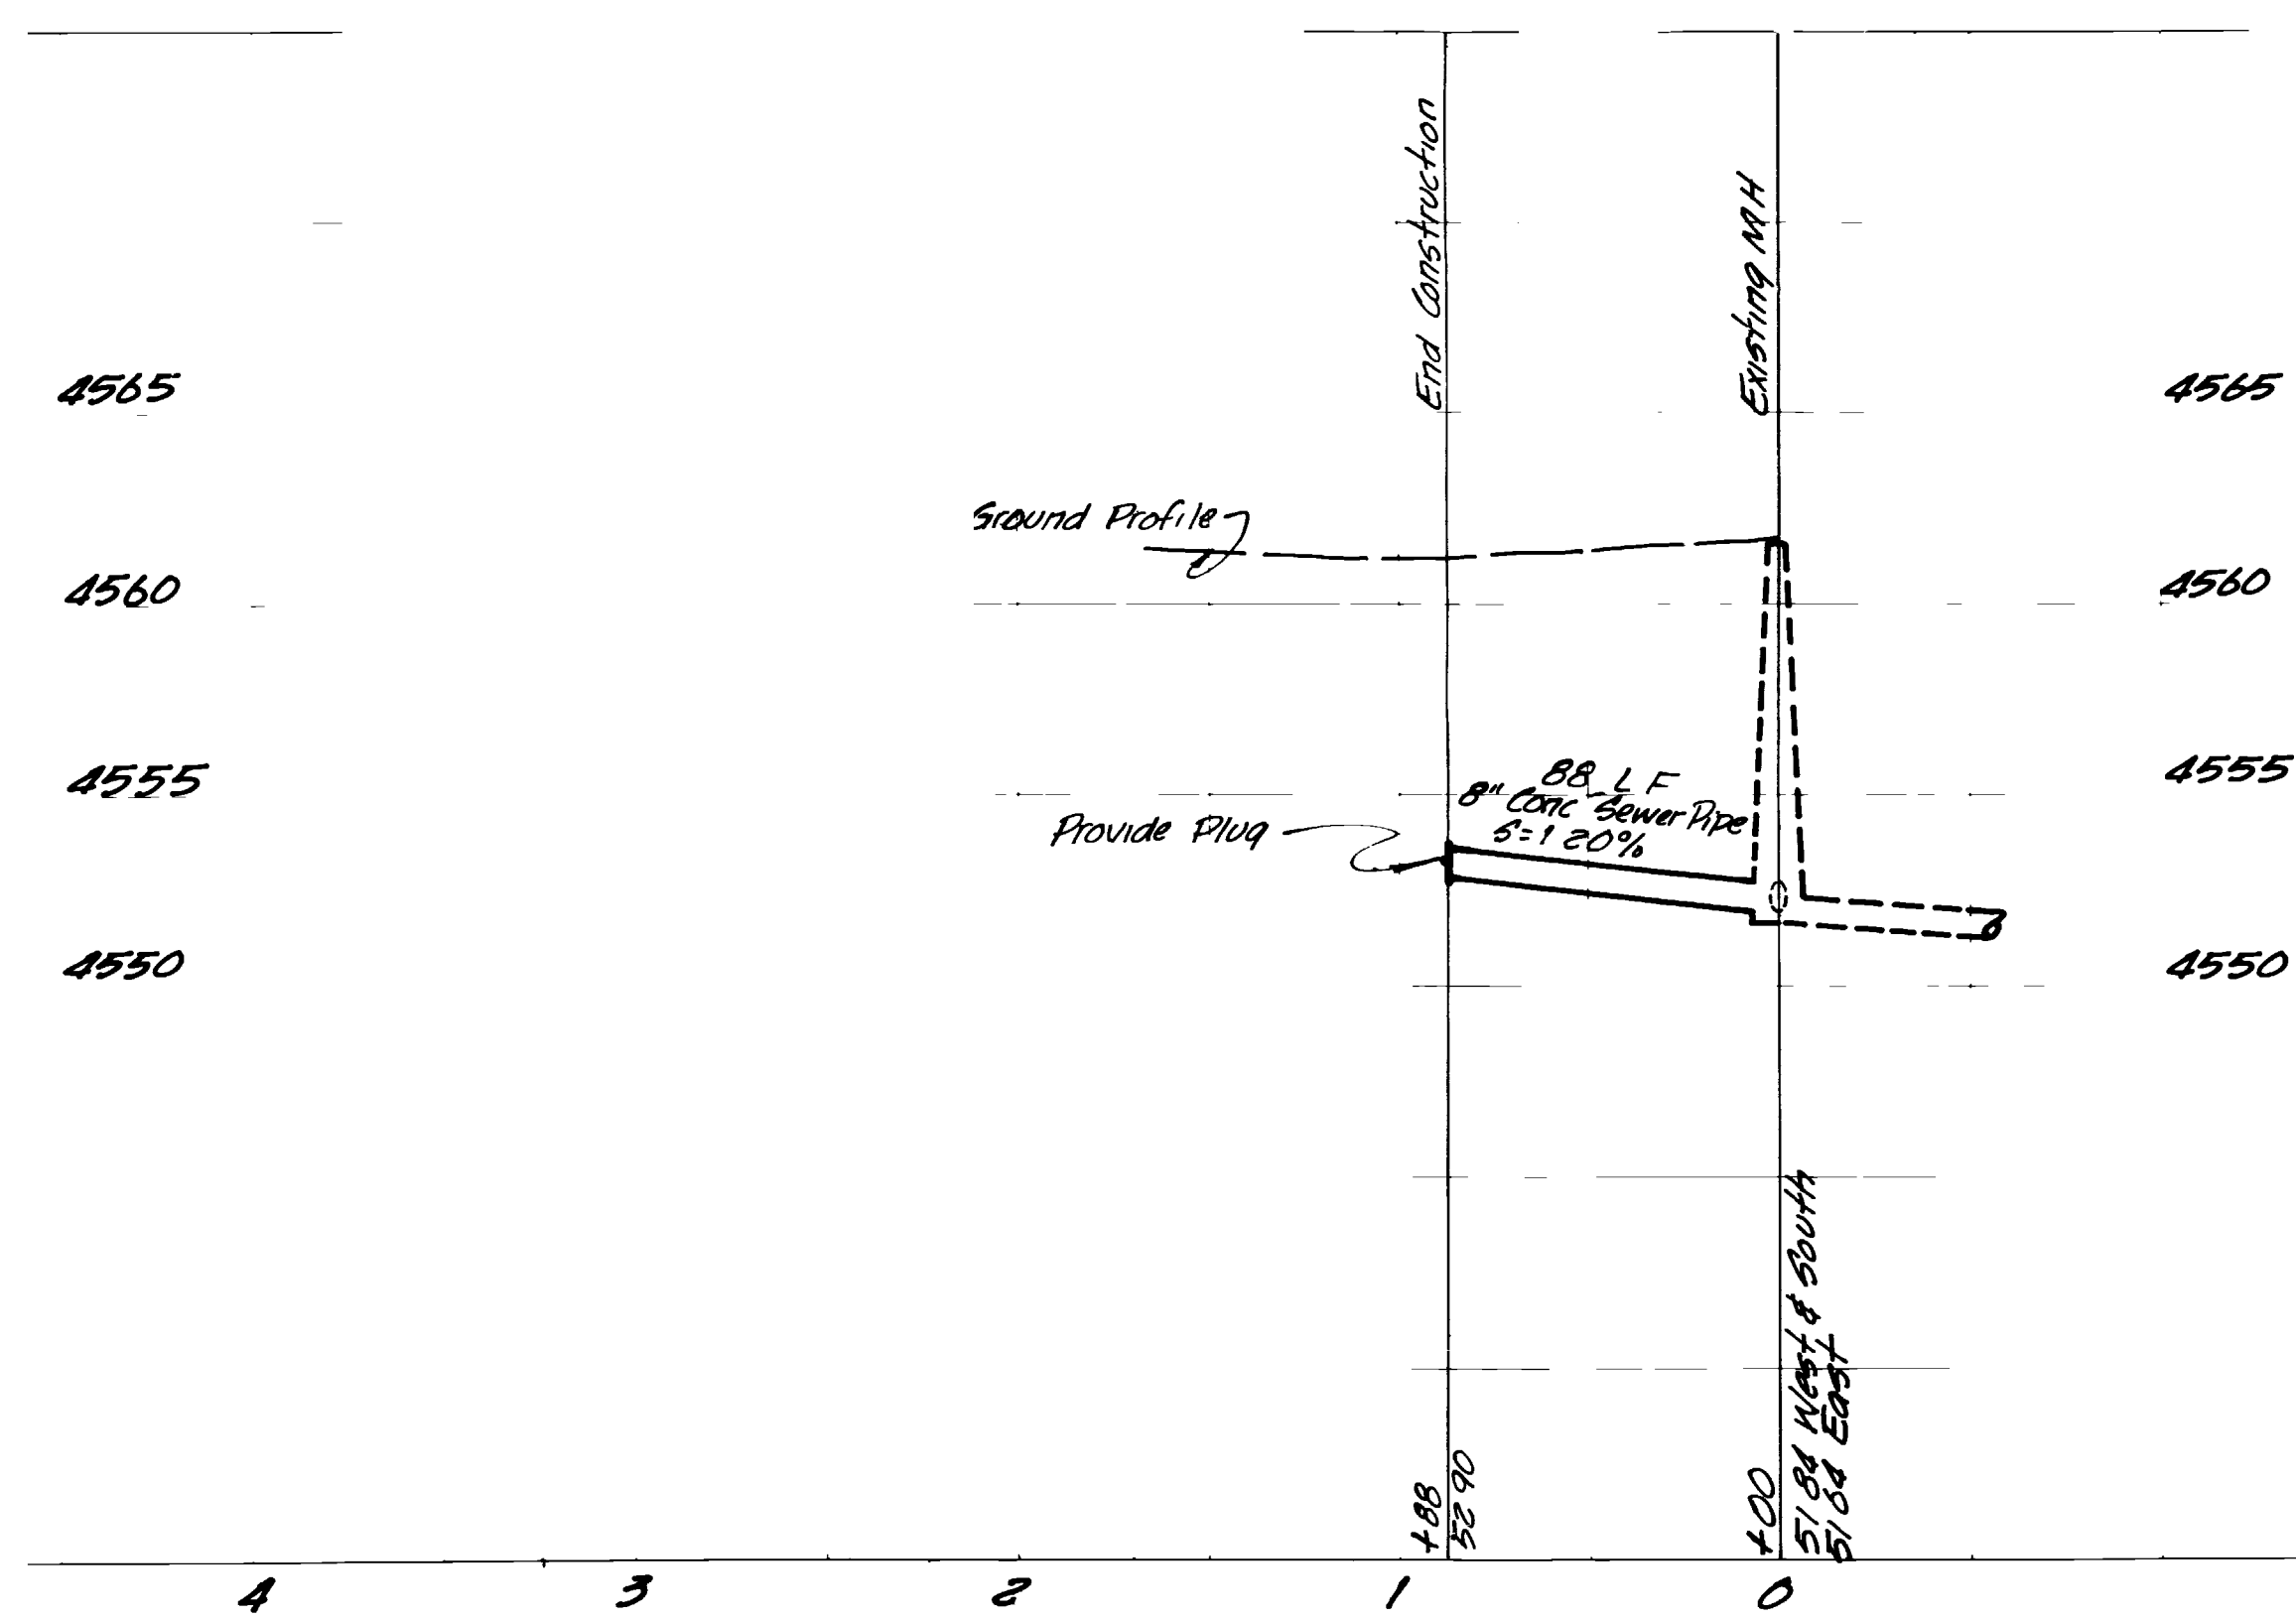 End Construction
Existing MH
4565
4565
Ground Profile
4560
4560
4555
4555
88 L F
8" Conc Sewer Pipe
S=1 20%
Provide Plug
4550
4550
+88
52 90
+00
51 84 West & South
51 64 East
4
3
2
1
0